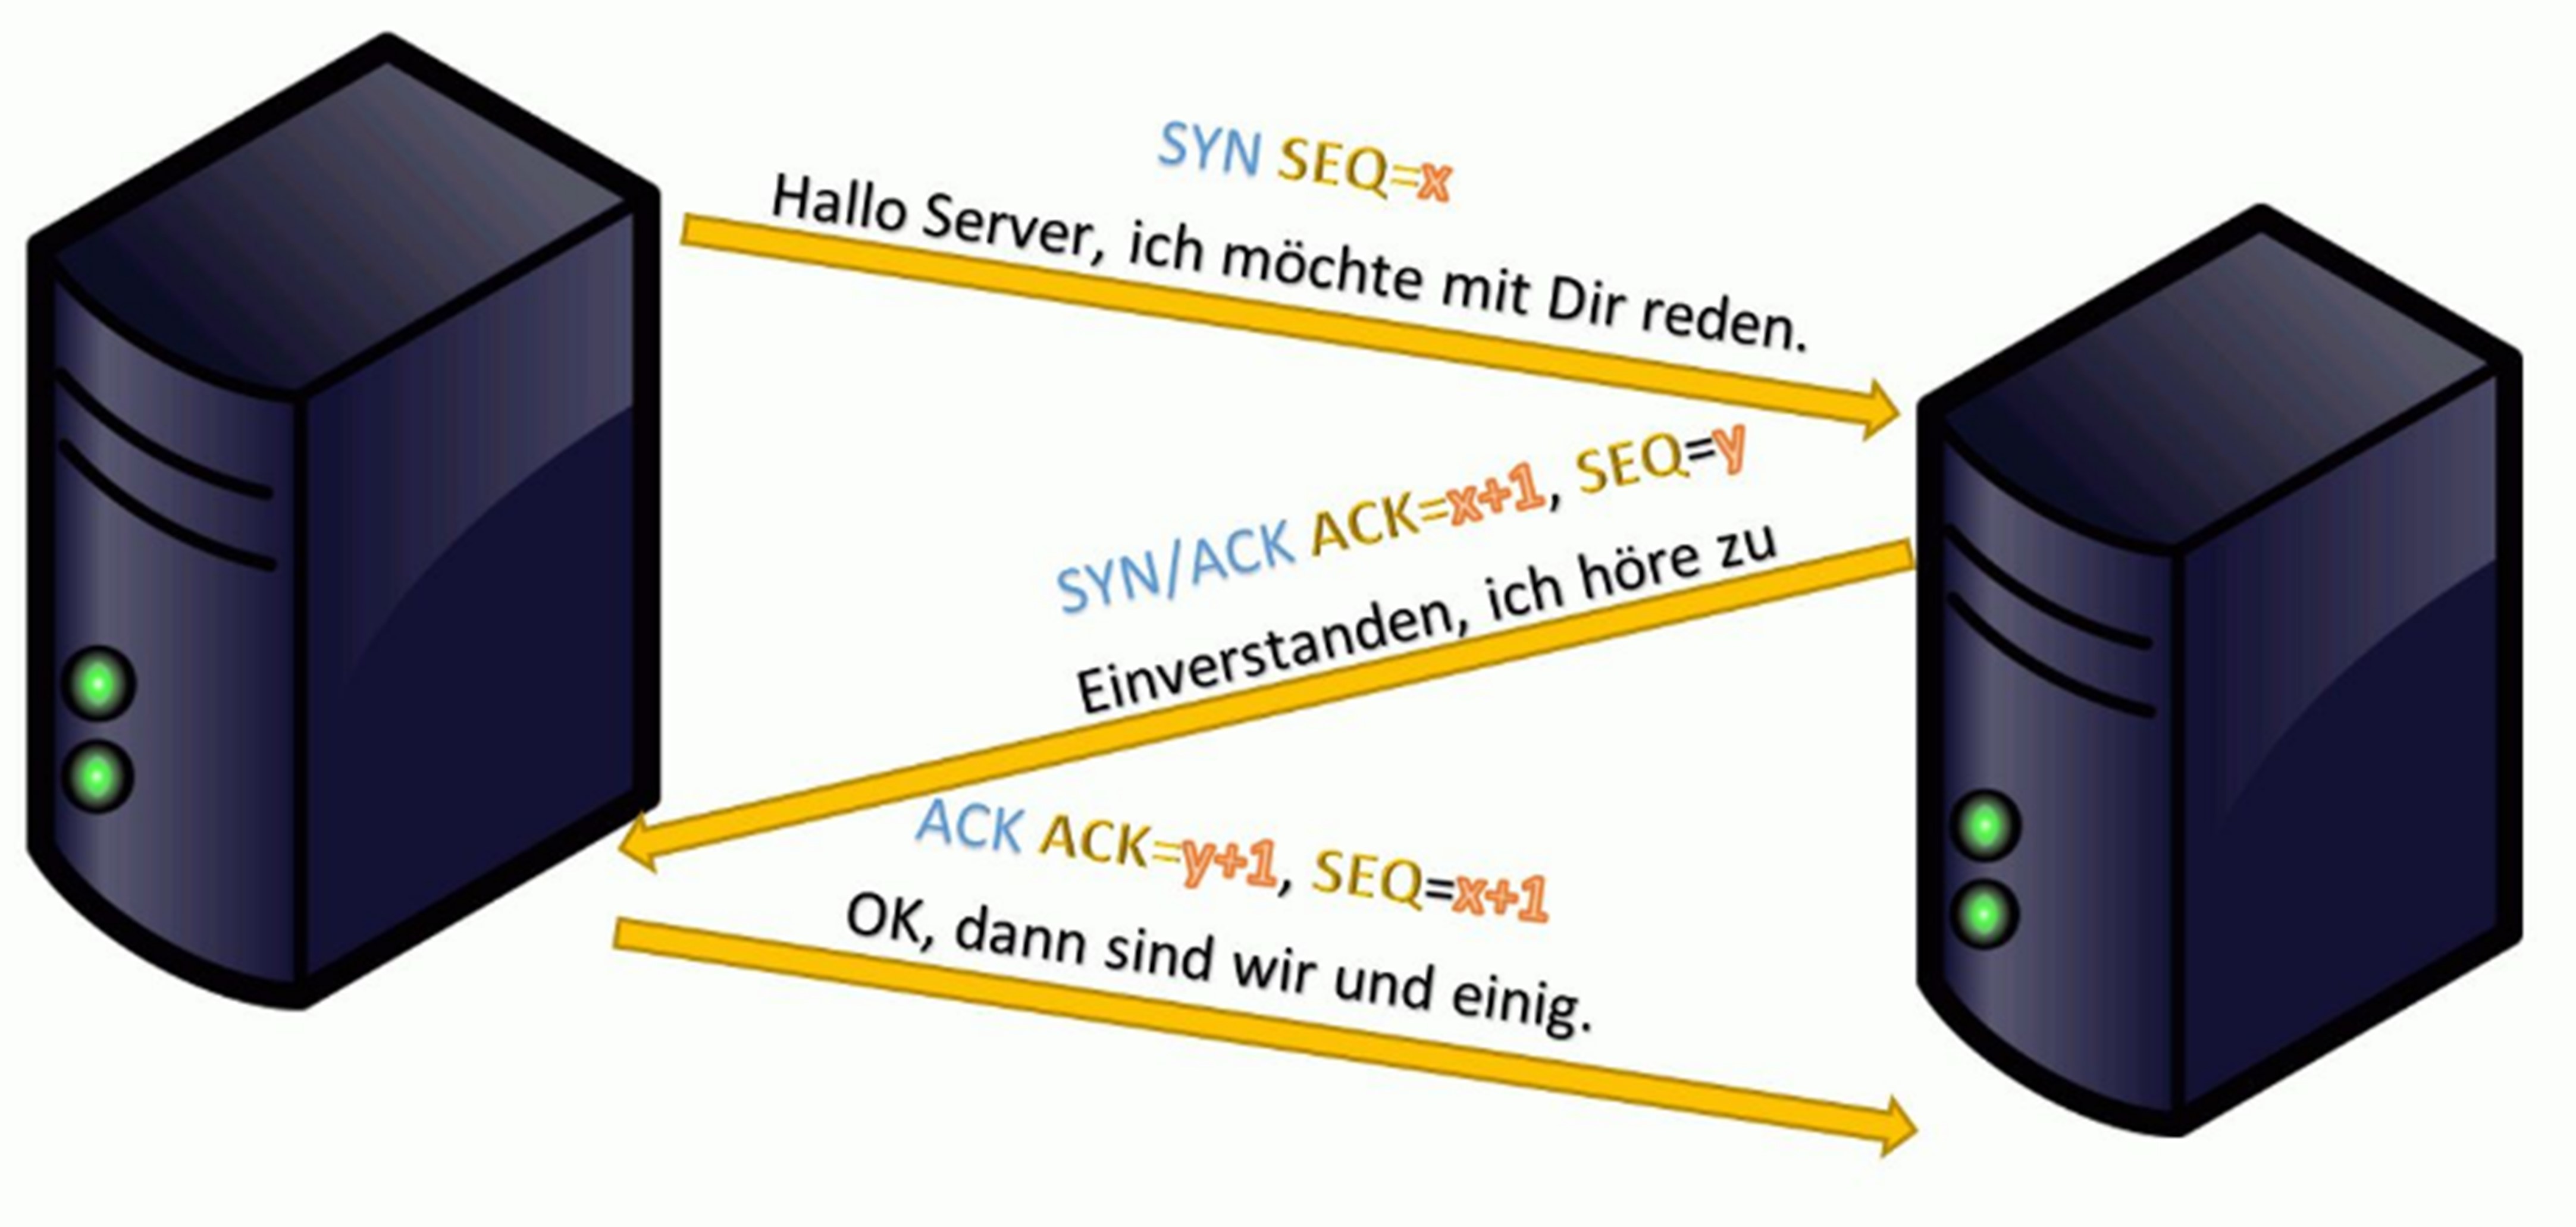 SYN SEQ=x
Hallo Server, ich möchte mit Dir reden.
SYN/ACK ACK=x+1, SEQ=y
Einverstanden, ich höre zu
ACK ACK=y+1, SEQ=x+1
OK, dann sind wir und einig.